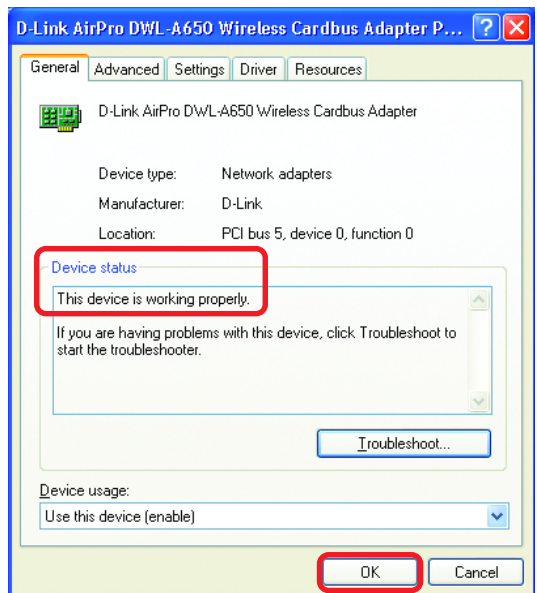 D-Link AirPro DWL-A650 Wireless Cardbus Adapter P...
General Advanced Settings Driver Resources
D-Link AirPro DWL-A650 Wireless Cardbus Adapter
Device type: Network adapters
Manufacturer: D-Link
Location: PCI bus 5, device 0, function 0
Device status
This device is working properly.
If you are having problems with this device, click Troubleshoot to
start the troubleshooter.
Troubleshoot...
Device usage:
Use this device (enable)
OK Cancel